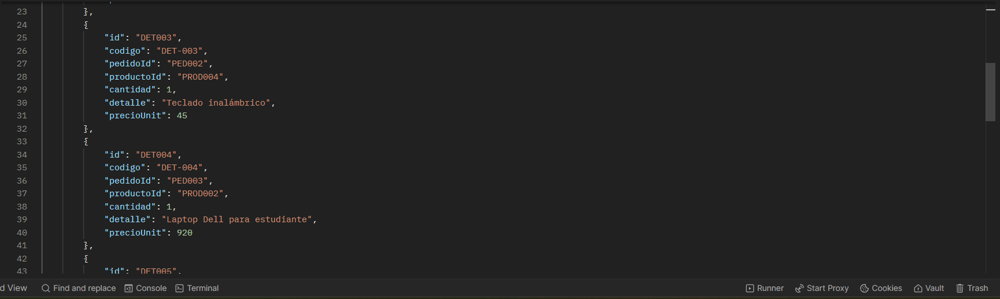 23 },
24 {
25 "id": "DET003",
26 "codigo": "DET-003",
27 "pedidoId": "PED002",
28 "productoId": "PROD004",
29 "cantidad": 1,
30 "detalle": "Teclado inalámbrico",
31 "precioUnit": 45
32 },
33 {
34 "id": "DET004",
35 "codigo": "DET-004",
36 "pedidoId": "PED003",
37 "productoId": "PROD002",
38 "cantidad": 1,
39 "detalle": "Laptop Dell para estudiante",
40 "precioUnit": 920
41 },
42 {
43 "id": "DET005",
d View Find and replace Console Terminal Runner Start Proxy Cookies Vault Trash